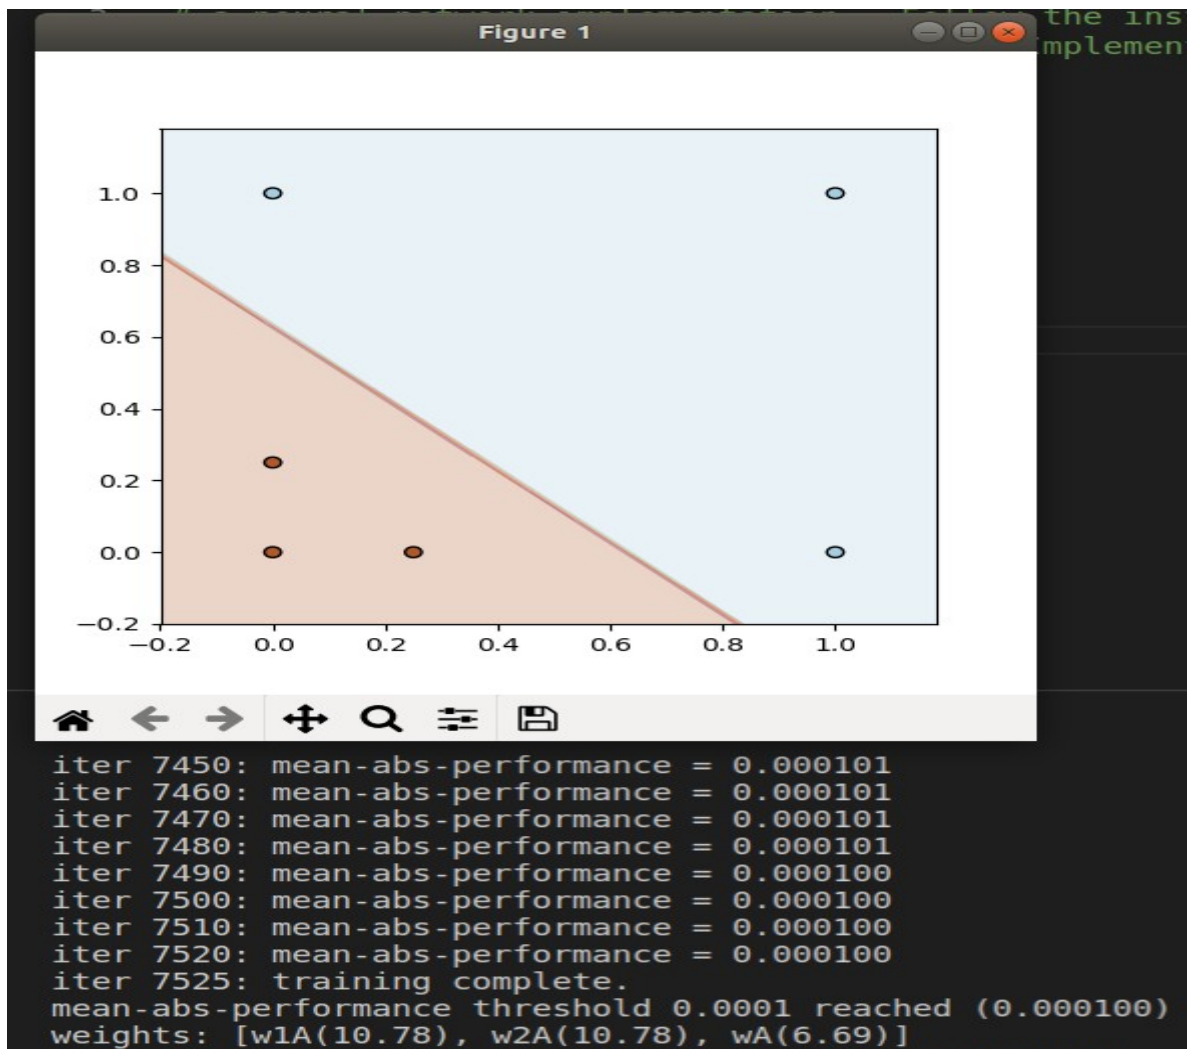 the ins
Figure 1
mplemen
1.0
0.8
0.6
0.4
0.2
0.0
−0.2
−0.2 0.0 0.2 0.4 0.6 0.8 1.0
iter 7450: mean-abs-performance = 0.000101
iter 7460: mean-abs-performance = 0.000101
iter 7470: mean-abs-performance = 0.000101
iter 7480: mean-abs-performance = 0.000101
iter 7490: mean-abs-performance = 0.000100
iter 7500: mean-abs-performance = 0.000100
iter 7510: mean-abs-performance = 0.000100
iter 7520: mean-abs-performance = 0.000100
iter 7525: training complete.
mean-abs-performance threshold 0.0001 reached (0.000100)
weights: [w1A(10.78), w2A(10.78), wA(6.69)]